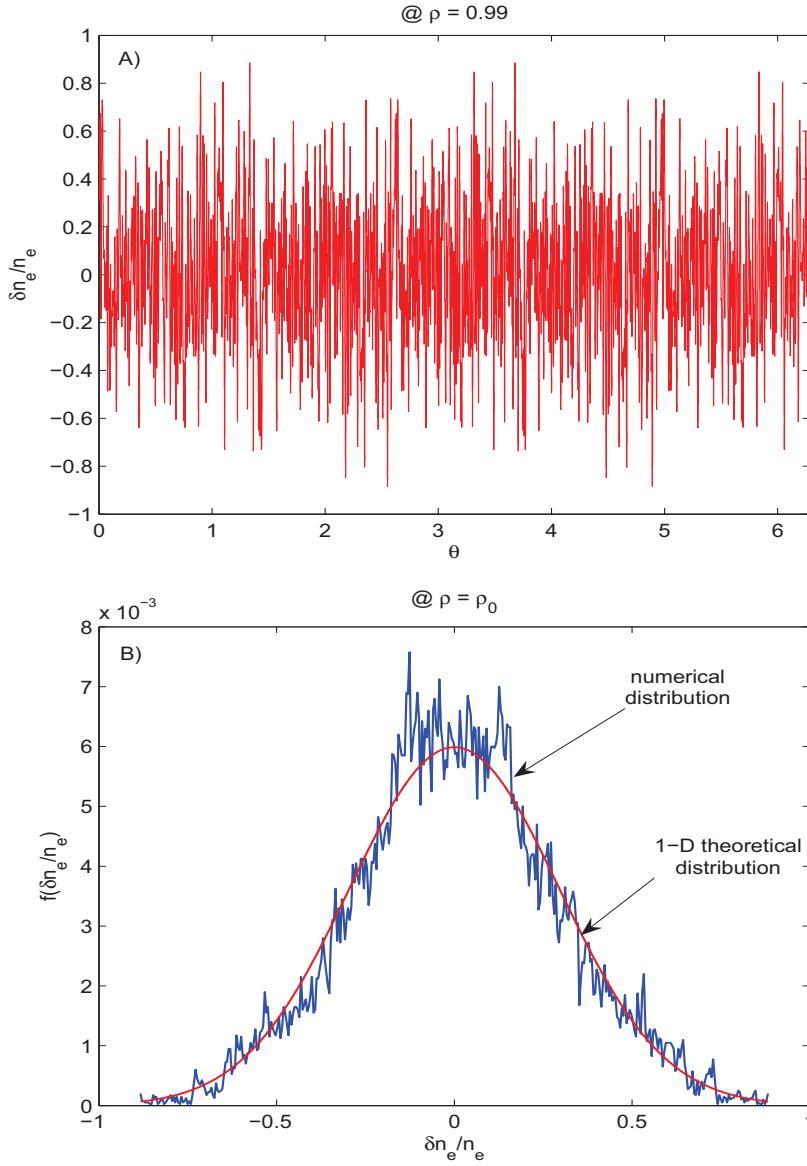 @ ρ = 0.99
A)
1
0.8
0.6
0.4
0.2
0
−0.2
−0.4
−0.6
−0.8
−1
δn_e/n_e
0 1 2 3 4 5 6
θ
@ ρ = ρ_0
x 10^{−3}
B)
8
7
6
5
4
3
2
1
0
f(δn_e/n_e)
numerical
distribution
1−D theoretical
distribution
−1 −0.5 0 0.5 1
δn_e/n_e